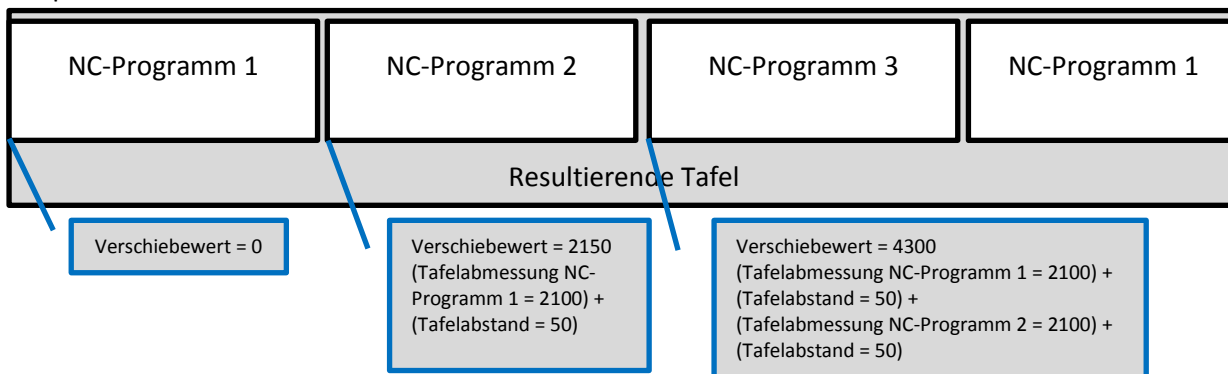 NC-Programm 1
NC-Programm 2
NC-Programm 3
NC-Programm 1
Resultierende Tafel
Verschiebewert = 0
Verschiebewert = 2150
(Tafelabmessung NC-
Programm 1 = 2100) +
(Tafelabstand = 50)
Verschiebewert = 4300
(Tafelabmessung NC-Programm 1 = 2100) +
(Tafelabstand = 50) +
(Tafelabmessung NC-Programm 2 = 2100) +
(Tafelabstand = 50)